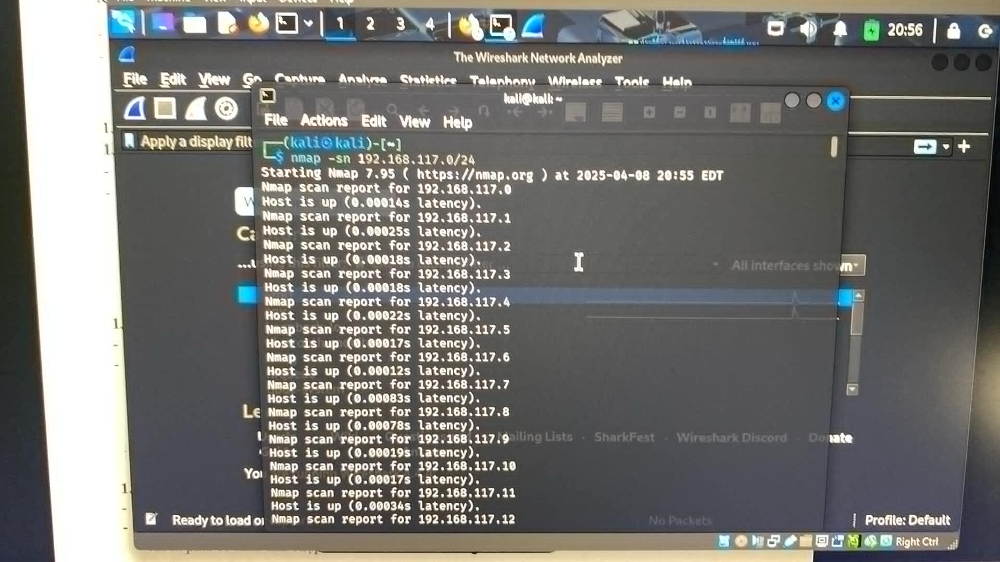 File Machine View Input Devices Help
1 2 3 4 20:56
The Wireshark Network Analyzer
File Edit View Go Capture Analyze Statistics Telephony Wireless Tools Help
kali@kali: ~
File Actions Edit View Help
Apply a display filt
(kali㉿kali)-[~]
$ nmap -sn 192.168.117.0/24
Starting Nmap 7.95 ( https://nmap.org ) at 2025-04-08 20:55 EDT
Nmap scan report for 192.168.117.0
Host is up (0.00014s latency).
Nmap scan report for 192.168.117.1
Host is up (0.00025s latency).
Nmap scan report for 192.168.117.2
Host is up (0.00018s latency).
Nmap scan report for 192.168.117.3
Host is up (0.00018s latency).
Nmap scan report for 192.168.117.4
Host is up (0.00022s latency).
Nmap scan report for 192.168.117.5
Host is up (0.00017s latency).
Nmap scan report for 192.168.117.6
Host is up (0.00012s latency).
Nmap scan report for 192.168.117.7
Host is up (0.00083s latency).
Nmap scan report for 192.168.117.8
Host is up (0.00078s latency).
Nmap scan report for 192.168.117.9
Host is up (0.00019s latency).
Nmap scan report for 192.168.117.10
Host is up (0.00017s latency).
Nmap scan report for 192.168.117.11
Host is up (0.00034s latency).
Nmap scan report for 192.168.117.12
All interfaces shown
Mailing Lists · SharkFest · Wireshark Discord · Donate
Ready to load or
No Packets
Profile: Default
Right Ctrl